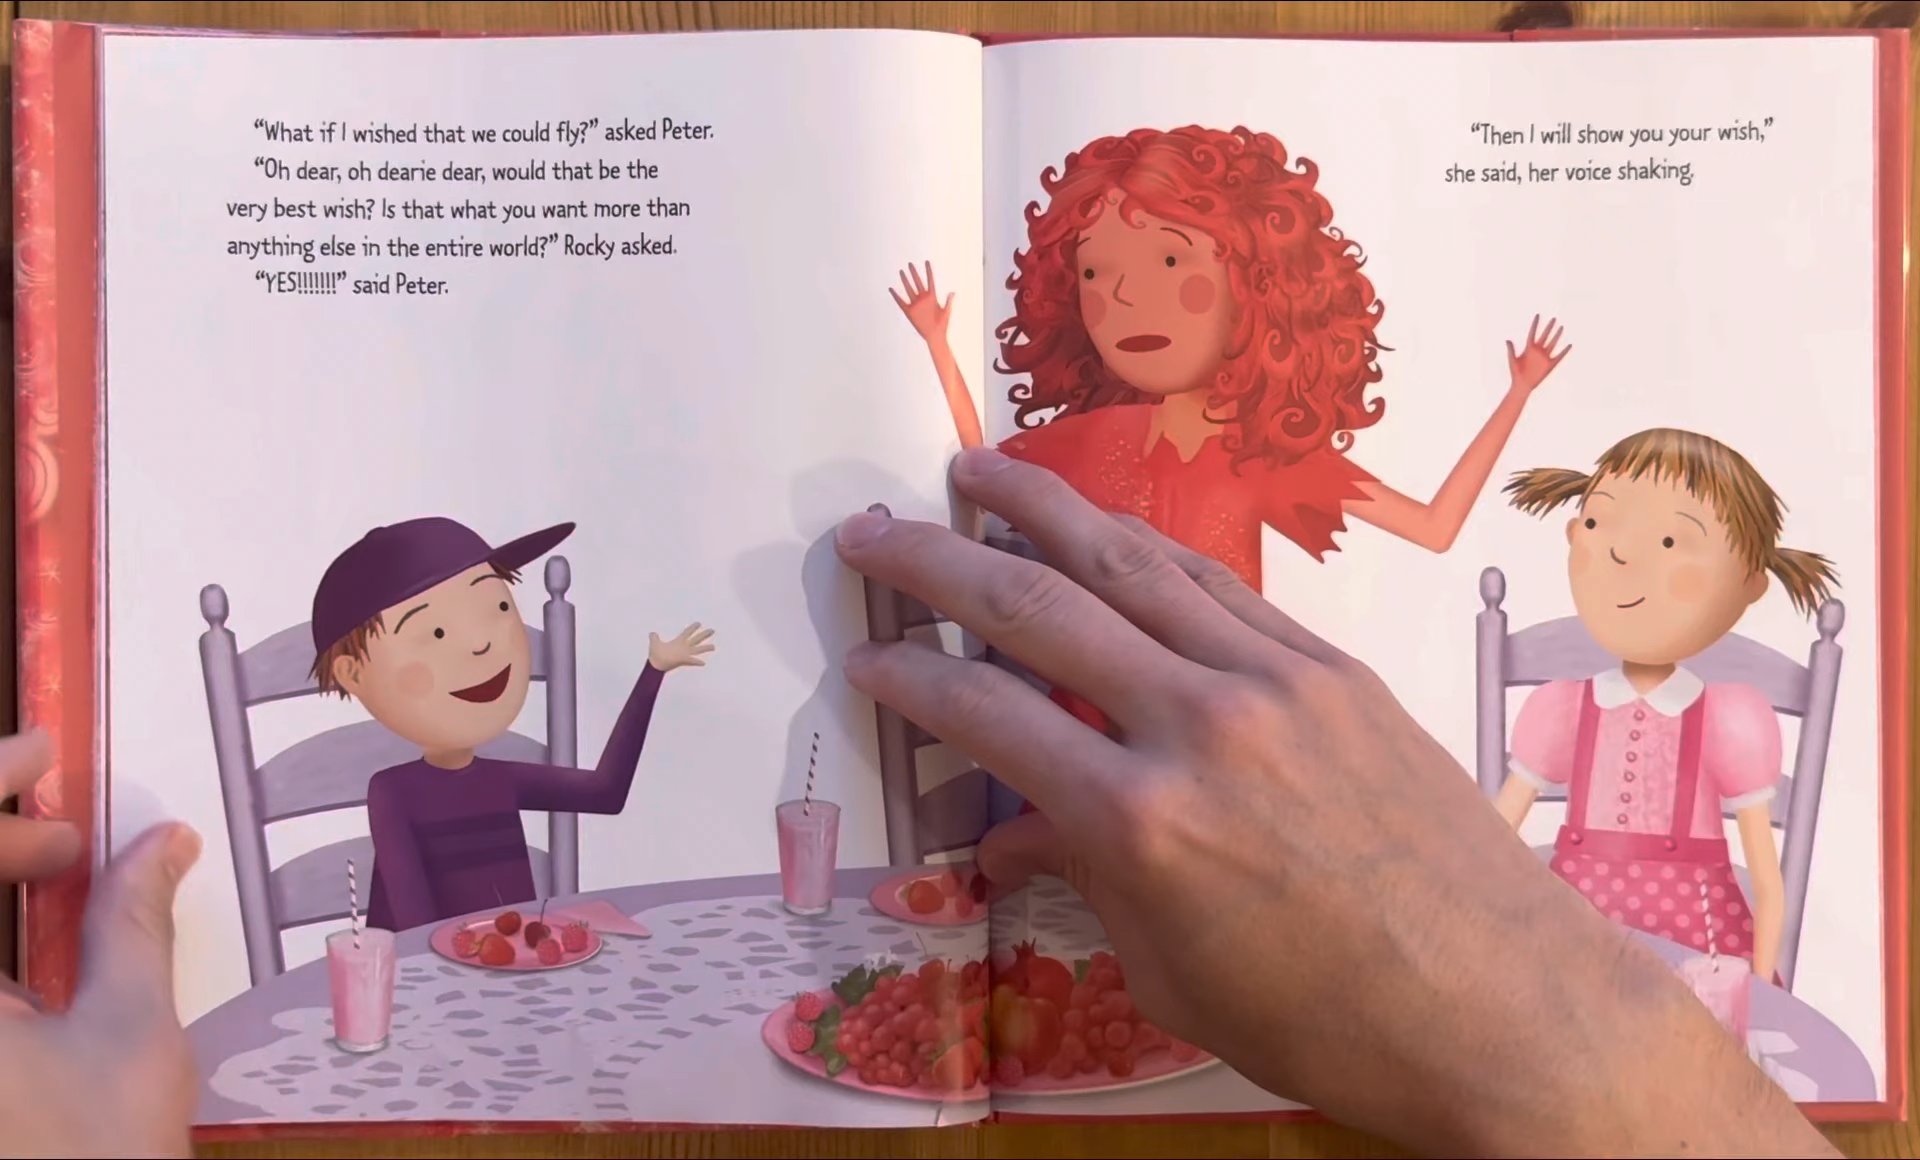 “What if I wished that we could fly?” asked Peter.
“Oh dear, oh dearie dear, would that be the
very best wish? Is that what you want more than
anything else in the entire world?” Rocky asked.
“YES!!!!!!!” said Peter.
“Then I will show you your wish,”
she said, her voice shaking.